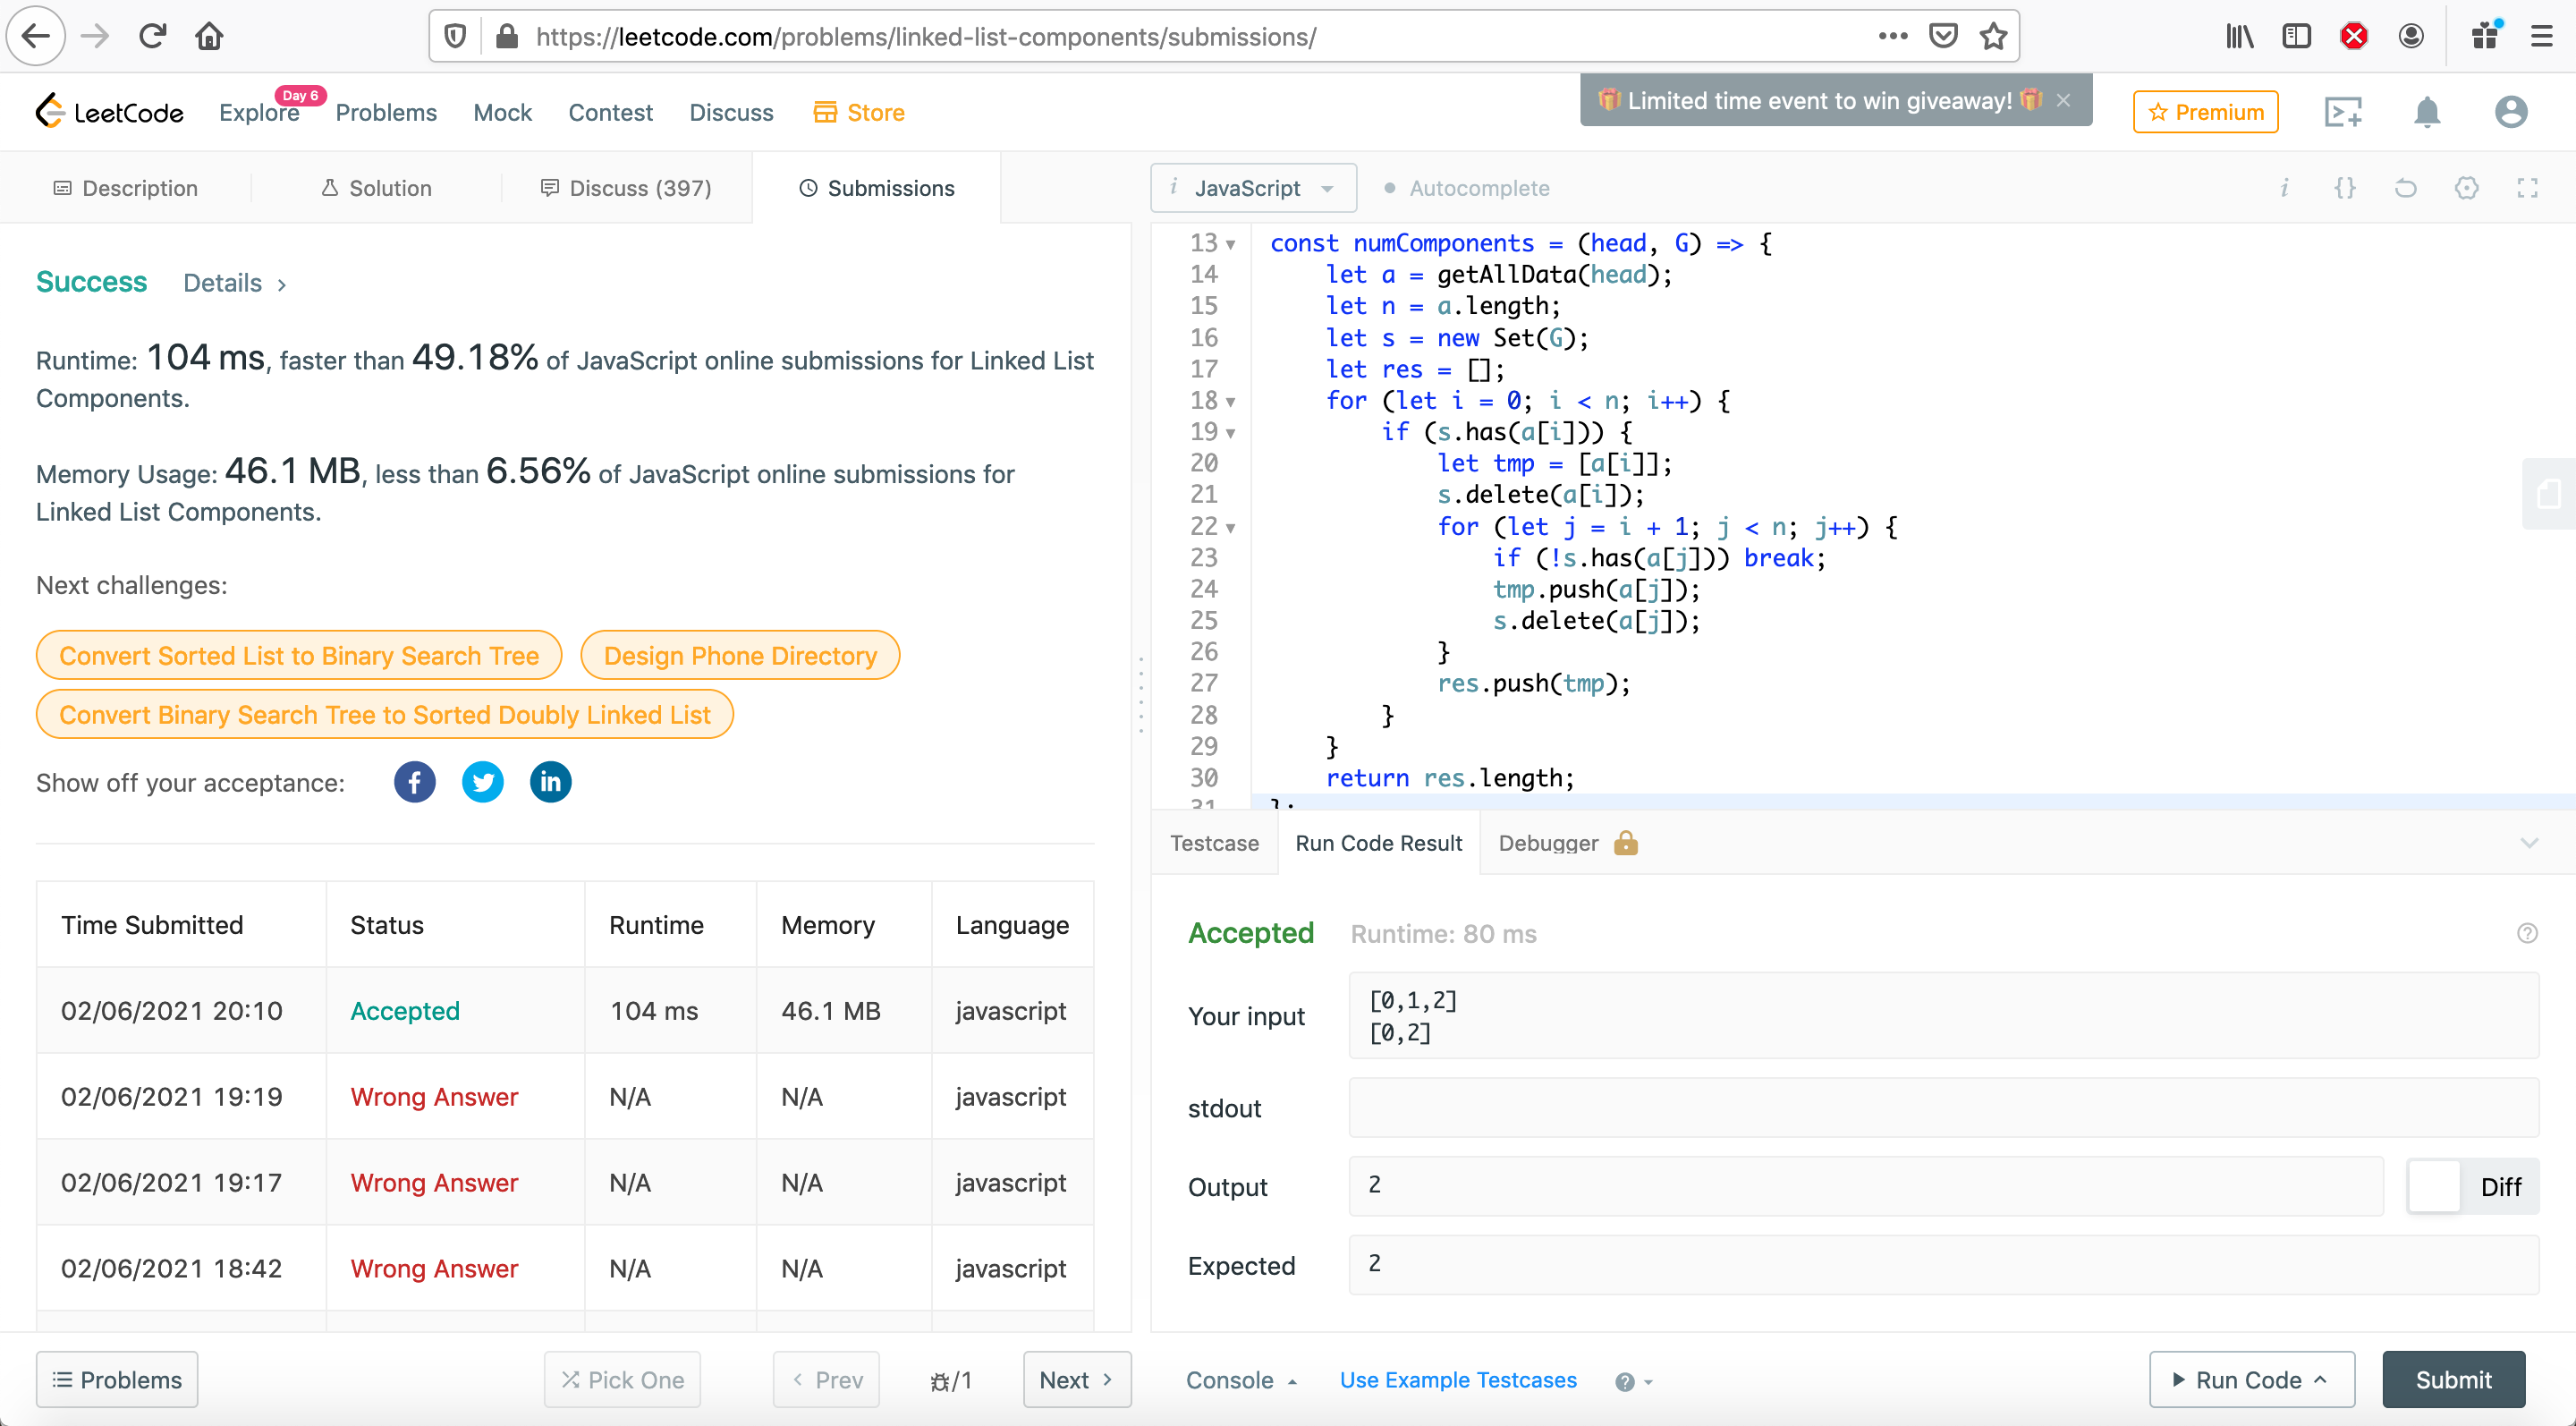 https://leetcode.com/problems/linked-list-components/submissions/
LeetCode
Explore
Day 6
Problems
Mock
Contest
Discuss
Store
Limited time event to win giveaway!
Premium
Description
Solution
Discuss (397)
Submissions
Success
Details
Runtime: 104 ms, faster than 49.18% of JavaScript online submissions for Linked List
Components.
Memory Usage: 46.1 MB, less than 6.56% of JavaScript online submissions for
Linked List Components.
Next challenges:
Convert Sorted List to Binary Search Tree
Design Phone Directory
Convert Binary Search Tree to Sorted Doubly Linked List
Show off your acceptance:
Time Submitted Status Runtime Memory Language
02/06/2021 20:10 Accepted 104 ms 46.1 MB javascript
02/06/2021 19:19 Wrong Answer N/A N/A javascript
02/06/2021 19:17 Wrong Answer N/A N/A javascript
02/06/2021 18:42 Wrong Answer N/A N/A javascript
Problems
Pick One
Prev
/1
Next
i JavaScript
Autocomplete
i {}
13 const numComponents = (head, G) => {
14     let a = getAllData(head);
15     let n = a.length;
16     let s = new Set(G);
17     let res = [];
18     for (let i = 0; i < n; i++) {
19         if (s.has(a[i])) {
20             let tmp = [a[i]];
21             s.delete(a[i]);
22             for (let j = i + 1; j < n; j++) {
23                 if (!s.has(a[j])) break;
24                 tmp.push(a[j]);
25                 s.delete(a[j]);
26             }
27             res.push(tmp);
28         }
29     }
30     return res.length;
31 };
Testcase
Run Code Result
Debugger
Accepted
Runtime: 80 ms
Your input
[0,1,2]
[0,2]
stdout
Output
2
Diff
Expected
2
Console
Use Example Testcases
Run Code
Submit